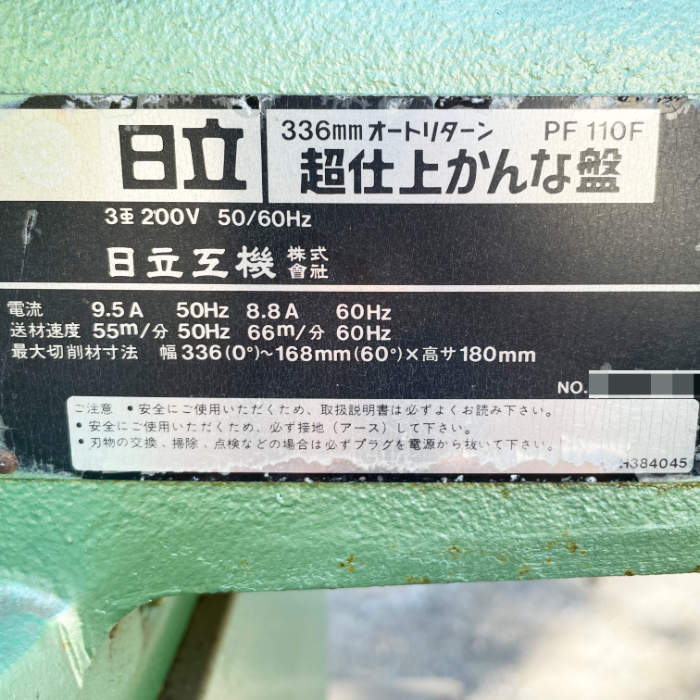 日立
336mm オートリターン PF 110F
超仕上かんな盤
3相 200V 50/60Hz
日立工機 株式會社
電流 9.5A 50Hz 8.8A 60Hz
送材速度 55m/分 50Hz 66m/分 60Hz
最大切削材寸法 幅336(0°)~168mm(60°)×高サ180mm
NO.
ご注意 •安全にご使用いただくため、取扱説明書は必ずよくお読み下さい。
•安全にご使用いただくため、必ず接地(アース)して下さい。
•刃物の交換、掃除、点検などの場合は必ずプラグを電源から抜いて下さい。
H384045